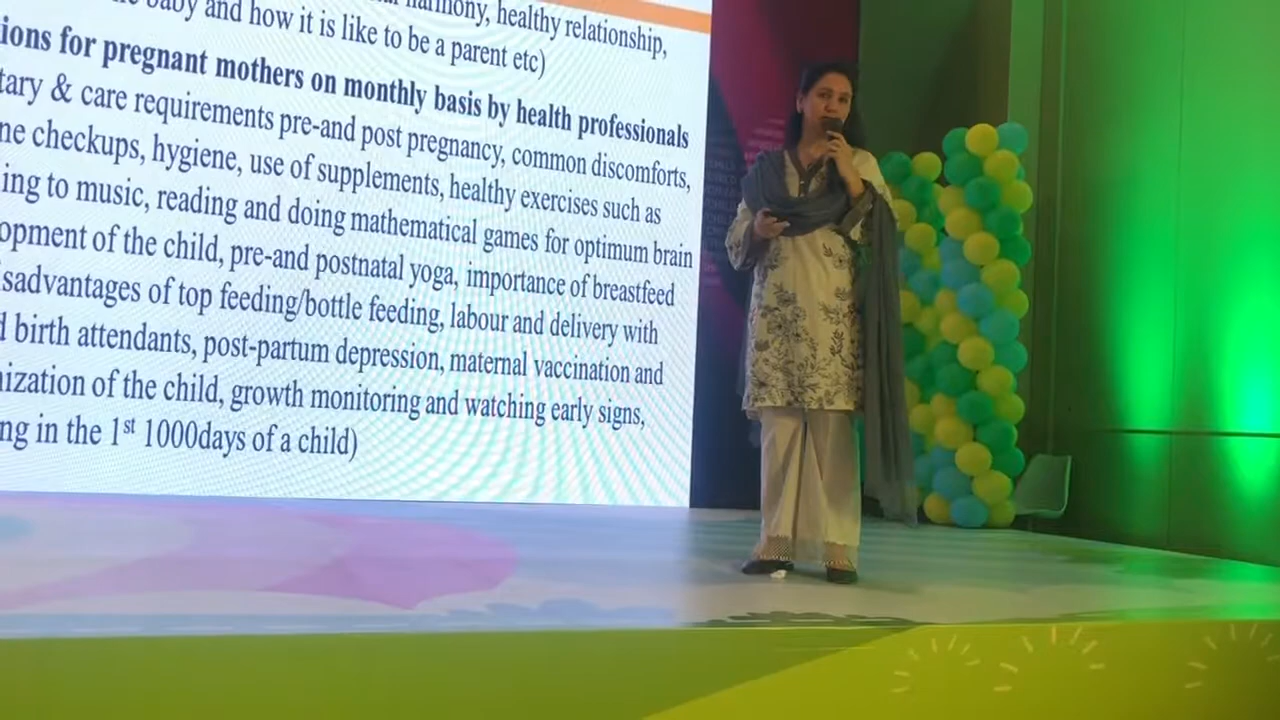 baby and how it is like to be a parent etc)
harmony, healthy relationship,
ions for pregnant mothers on monthly basis by health professionals
tary & care requirements pre-and post pregnancy, common discomforts,
ne checkups, hygiene, use of supplements, healthy exercises such as
ing to music, reading and doing mathematical games for optimum brain
opment of the child, pre-and postnatal yoga, importance of breastfeed
sadvantages of top feeding/bottle feeding, labour and delivery with
d birth attendants, post-partum depression, maternal vaccination and
ization of the child, growth monitoring and watching early signs,
ng in the 1st 1000days of a child)